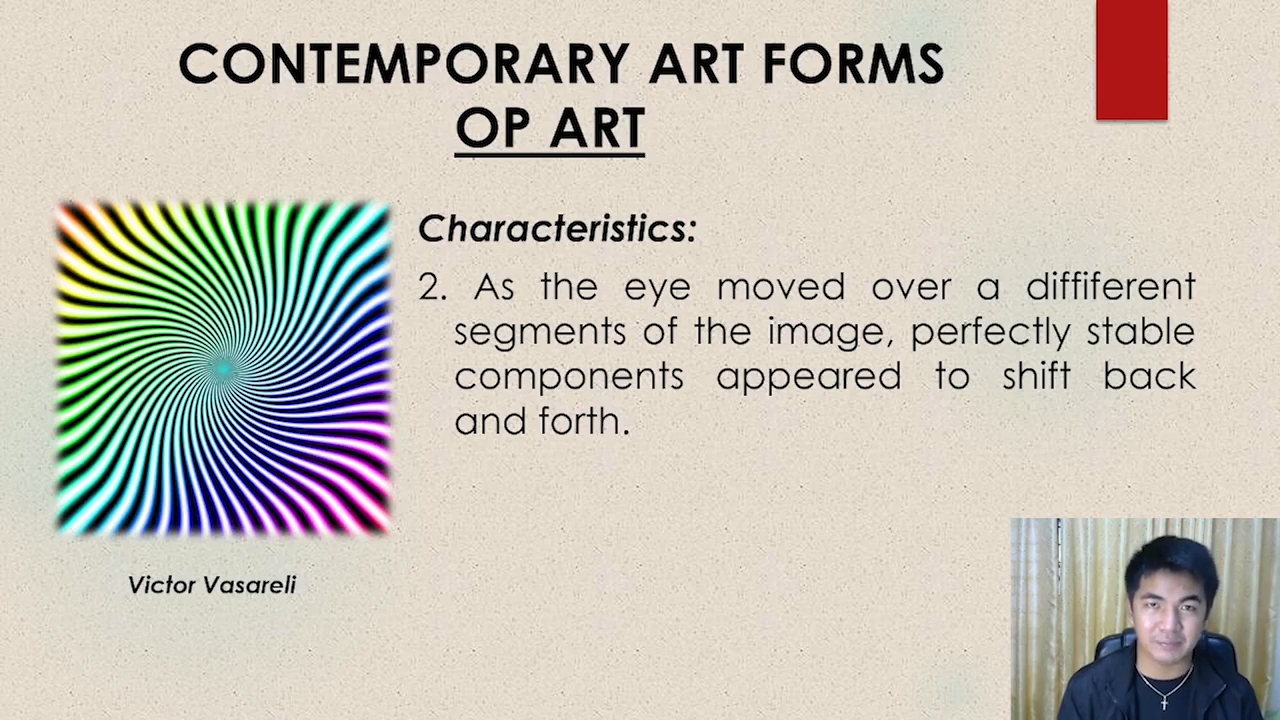 CONTEMPORARY ART FORMS
OP ART
Characteristics:
2. As the eye moved over a diffiferent
segments of the image, perfectly stable
components appeared to shift back
and forth.
Victor Vasareli